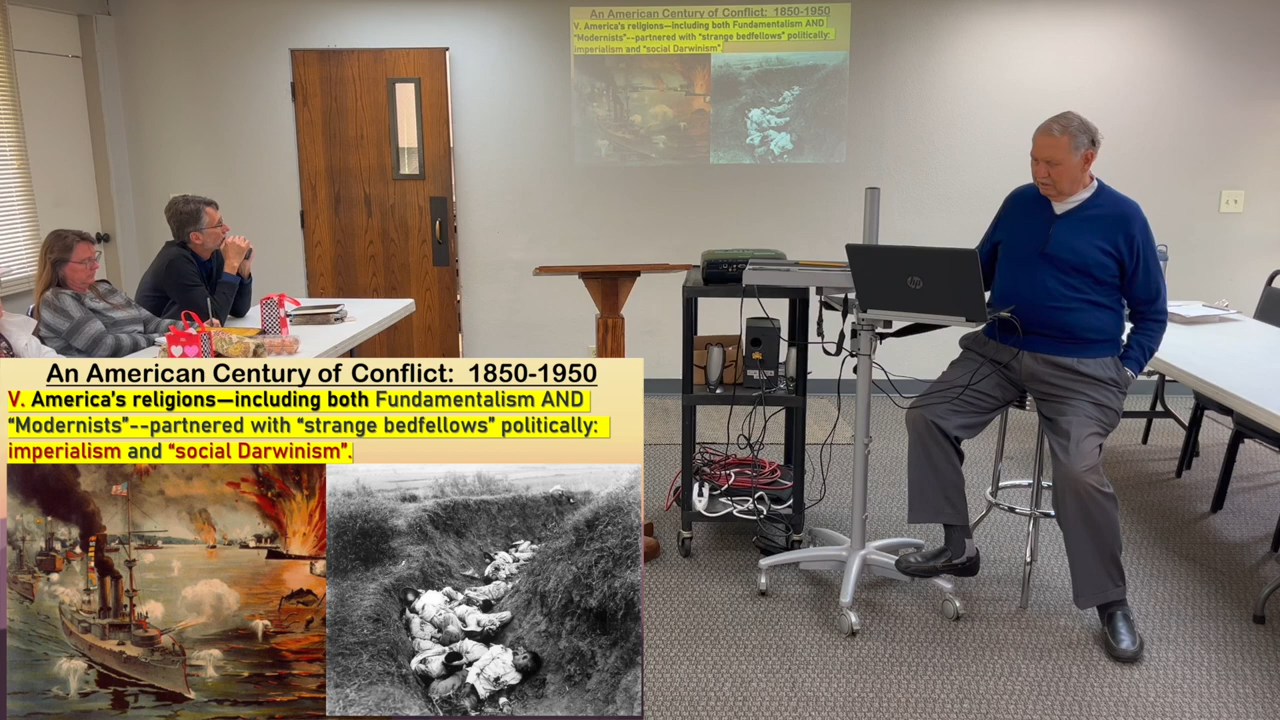 An American Century of Conflict: 1850-1950
V. America's religions—including both Fundamentalism AND
“Modernists”--partnered with “strange bedfellows” politically:
imperialism and “social Darwinism”.
hp
An American Century of Conflict: 1850-1950
V. America's religions—including both Fundamentalism AND
“Modernists”--partnered with “strange bedfellows” politically:
imperialism and “social Darwinism”.